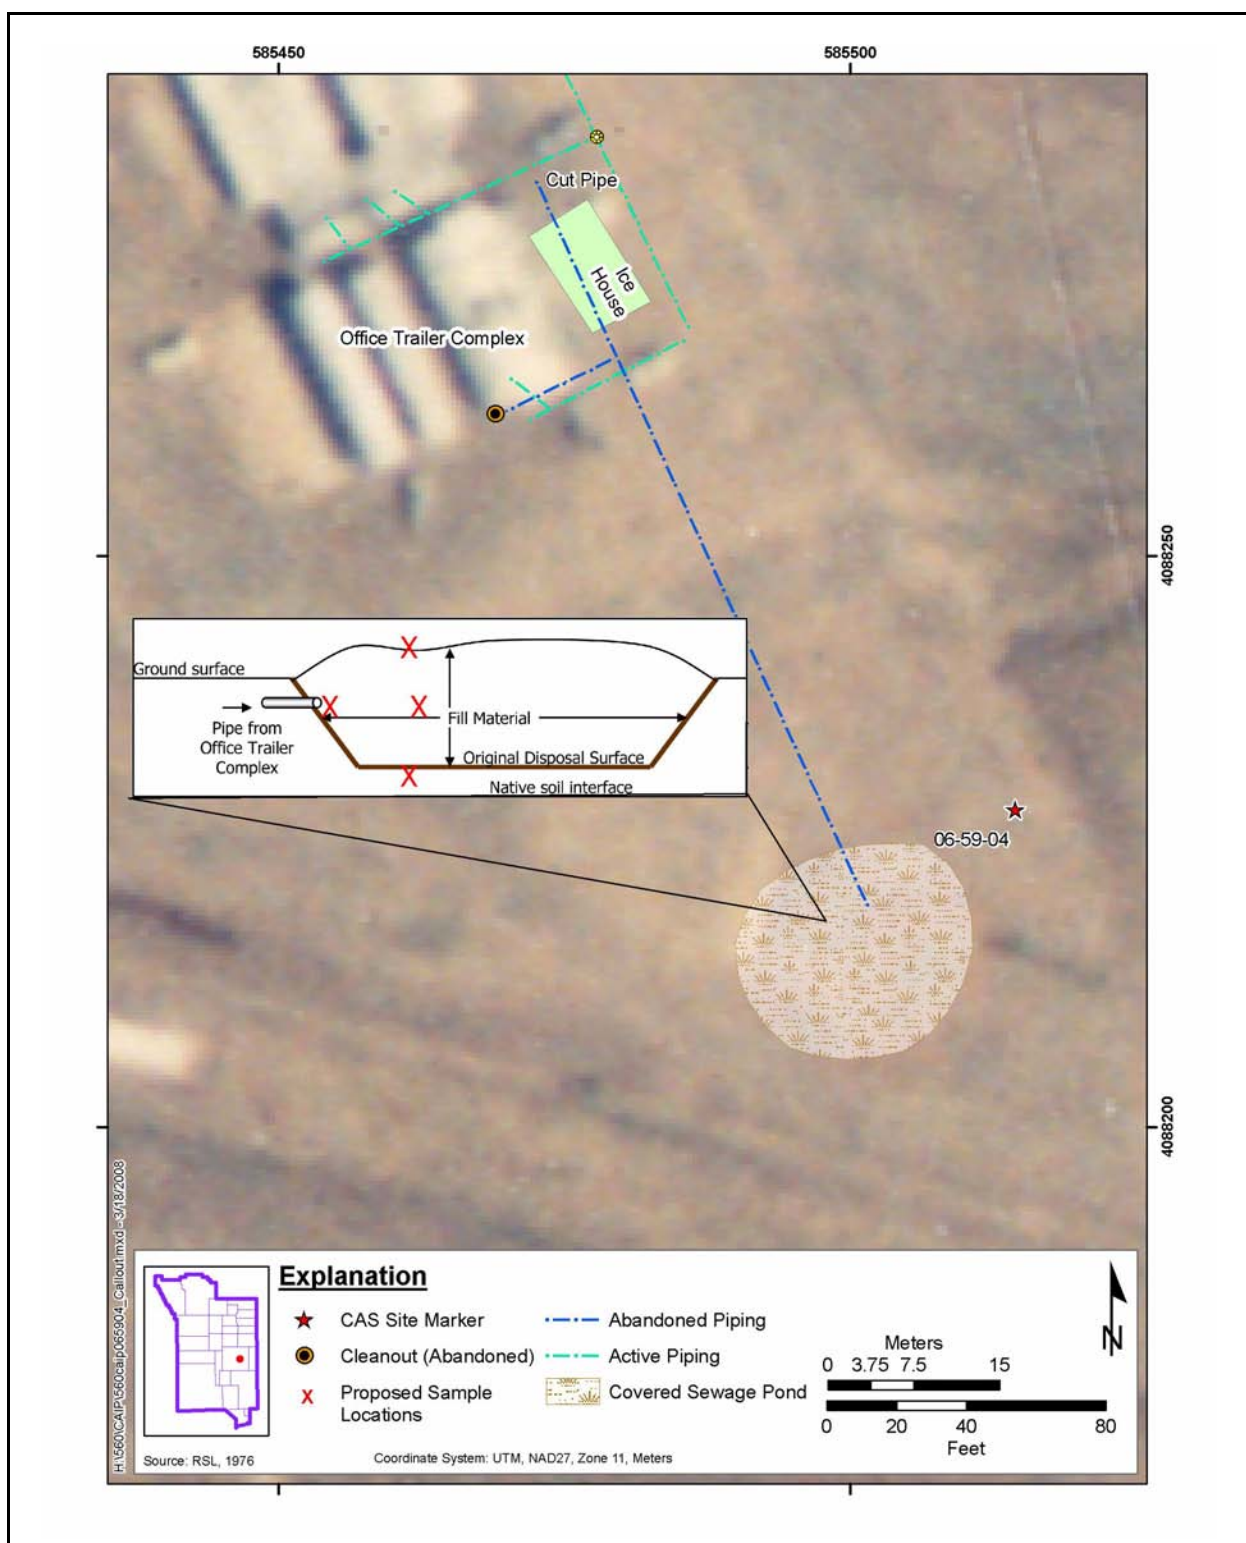 585450
585500
Cut Pipe
Ice
House
Office Trailer Complex
4088250
Ground surface
Pipe from
Office Trailer
Complex
Fill Material
Original Disposal Surface
Native soil interface
06-59-04
4088200
H:\560\CAIP\560caip065904_Callout.mxd - 3/18/2008
Explanation
CAS Site Marker
Cleanout (Abandoned)
Proposed Sample
Locations
Abandoned Piping
Active Piping
Covered Sewage Pond
N
Meters
0 3.75 7.5 15
0 20 40 80
Feet
Source: RSL, 1976
Coordinate System: UTM, NAD27, Zone 11, Meters